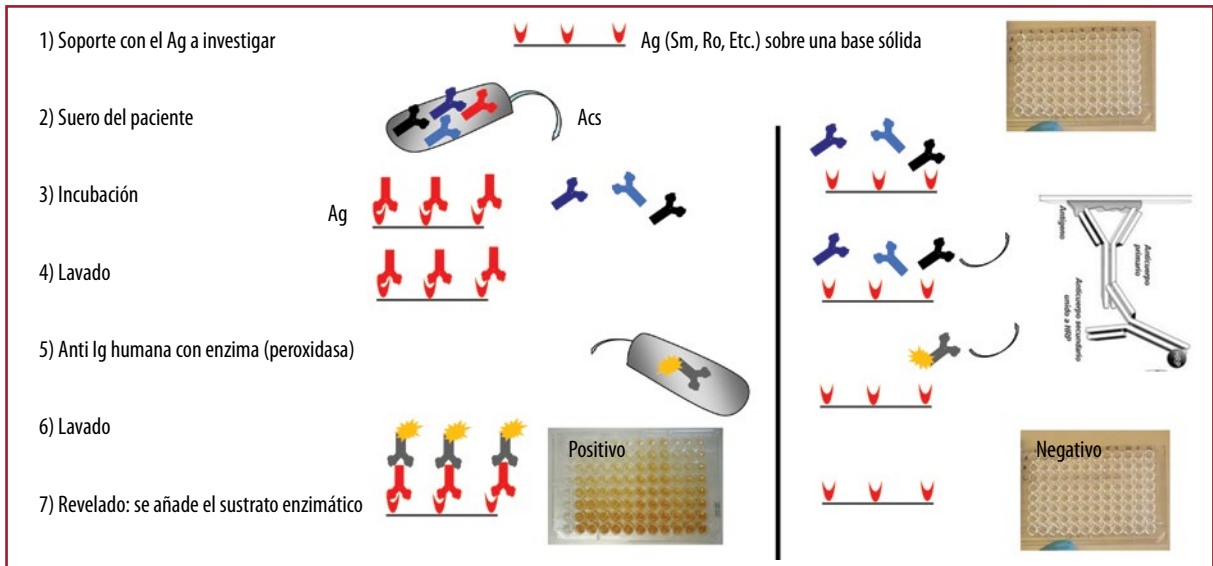 1) Soporte con el Ag a investigar
Ag (Sm, Ro, Etc.) sobre una base sólida
2) Suero del paciente
Acs
3) Incubación
Ag
4) Lavado
5) Anti Ig humana con enzima (peroxidasa)
6) Lavado
7) Revelado: se añade el sustrato enzimático
Positivo
Antígeno
Anticuerpo
primario
Anticuerpo secundario
unido a HRP
Negativo